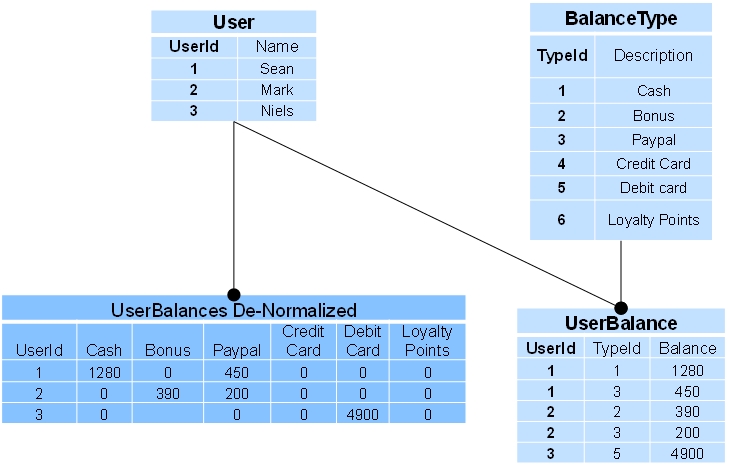 User
UserId Name
1 Sean
2 Mark
3 Niels
BalanceType
TypeId Description
1 Cash
2 Bonus
3 Paypal
4 Credit Card
5 Debit card
6 Loyalty Points
UserBalances De-Normalized
UserId Cash Bonus Paypal Credit Card Debit Card Loyalty Points
1 1280 0 450 0 0 0
2 0 390 200 0 0 0
3 0 0 0 4900 0
UserBalance
UserId TypeId Balance
1 1 1280
1 3 450
2 2 390
2 3 200
3 5 4900